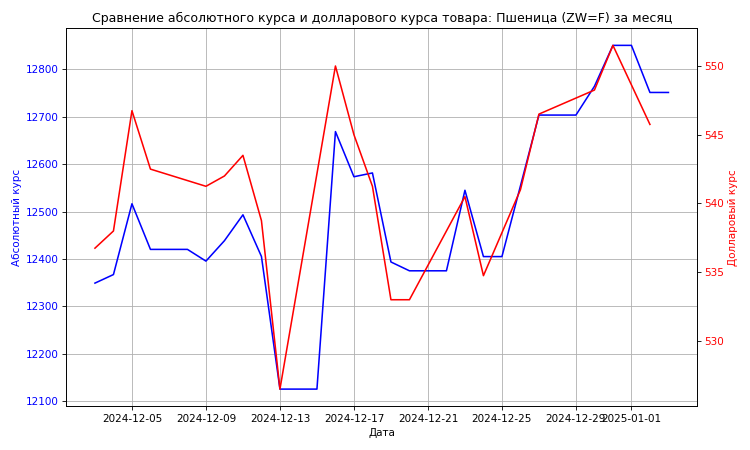 Сравнение абсолютного курса и долларового курса товара: Пшеница (ZW=F) за месяц
Абсолютный курс
12800
12700
12600
12500
12400
12300
12200
12100
550
545
540
535
530
Долларовый курс
2024-12-05 2024-12-09 2024-12-13 2024-12-17 2024-12-21 2024-12-25 2024-12-29 2025-01-01
Дата